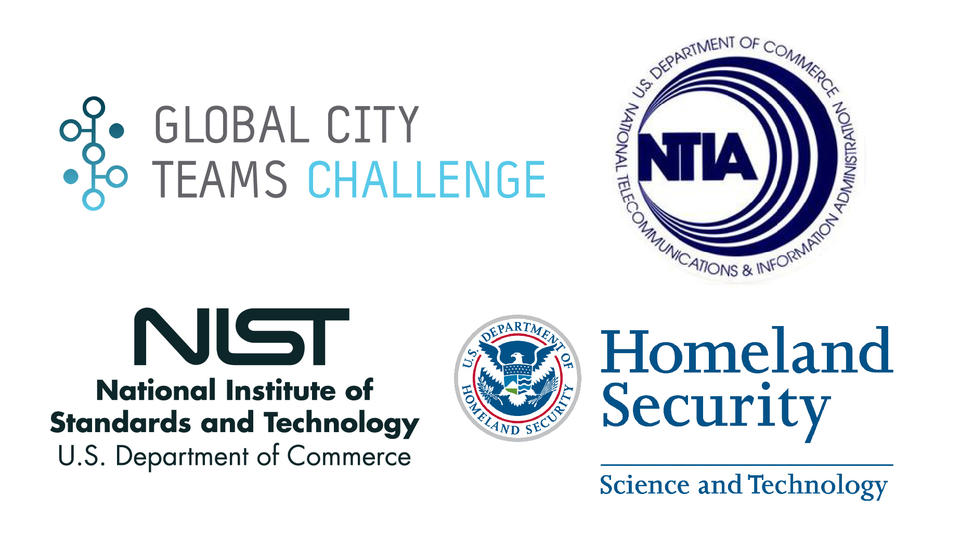 GLOBAL CITY
TEAMS CHALLENGE
U.S. DEPARTMENT OF COMMERCE
NATIONAL TELECOMMUNICATIONS & INFORMATION ADMINISTRATION
NTIA
NIST
National Institute of
Standards and Technology
U.S. Department of Commerce
U.S. DEPARTMENT OF
HOMELAND SECURITY
Homeland
Security
Science and Technology